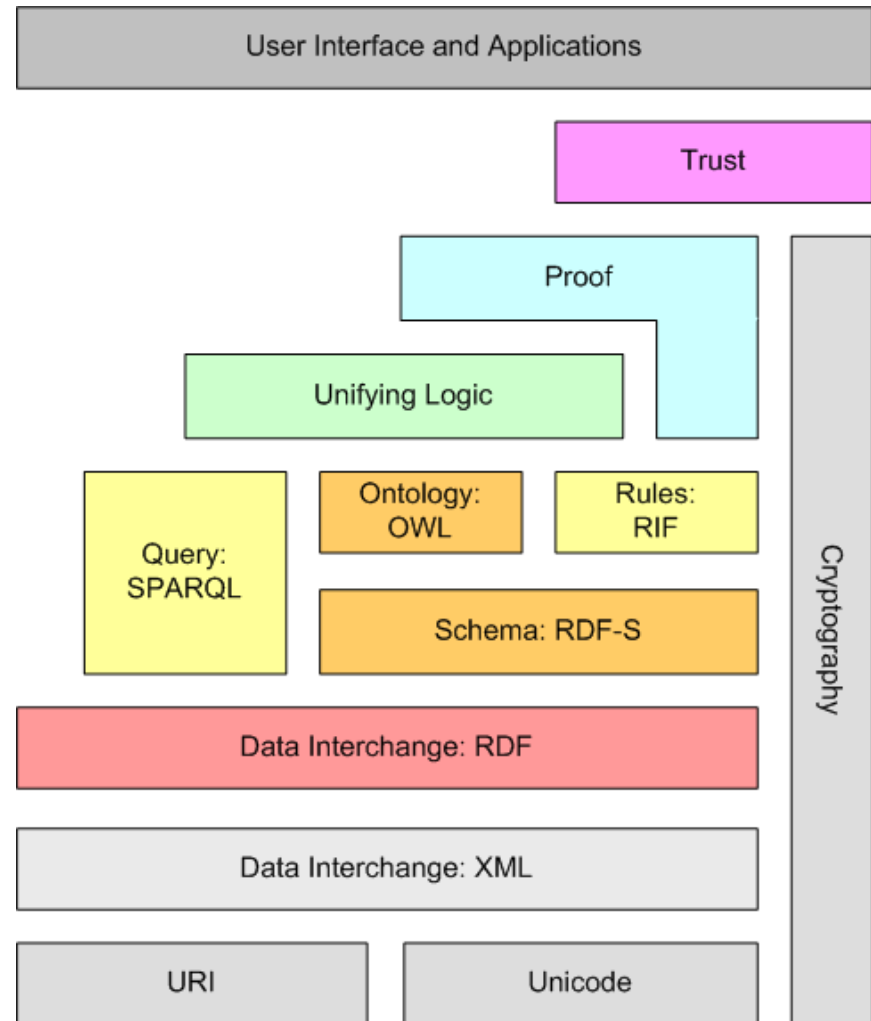 User Interface and Applications
Trust
Proof
Unifying Logic
Query:
SPARQL
Ontology:
OWL
Rules:
RIF
Schema: RDF-S
Cryptography
Data Interchange: RDF
Data Interchange: XML
URI
Unicode